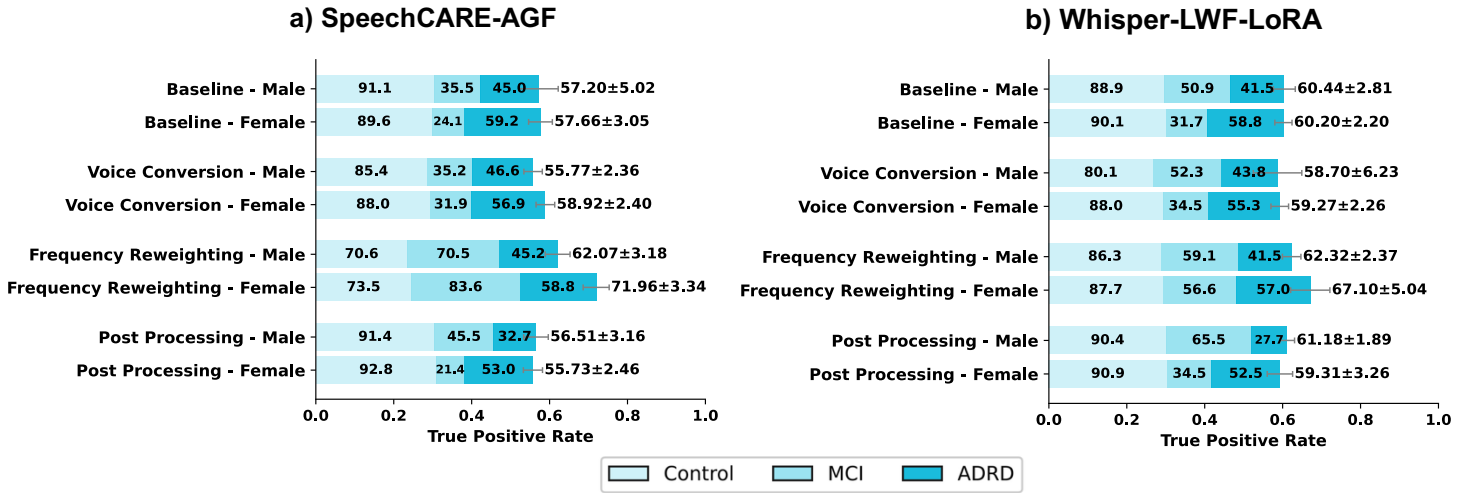 a) SpeechCARE-AGF
Baseline - Male 91.1 35.5 45.0 57.20±5.02
Baseline - Female 89.6 24.1 59.2 57.66±3.05
Voice Conversion - Male 85.4 35.2 46.6 55.77±2.36
Voice Conversion - Female 88.0 31.9 56.9 58.92±2.40
Frequency Reweighting - Male 70.6 70.5 45.2 62.07±3.18
Frequency Reweighting - Female 73.5 83.6 58.8 71.96±3.34
Post Processing - Male 91.4 45.5 32.7 56.51±3.16
Post Processing - Female 92.8 21.4 53.0 55.73±2.46
0.0 0.2 0.4 0.6 0.8 1.0
True Positive Rate
b) Whisper-LWF-LoRA
Baseline - Male 88.9 50.9 41.5 60.44±2.81
Baseline - Female 90.1 31.7 58.8 60.20±2.20
Voice Conversion - Male 80.1 52.3 43.8 58.70±6.23
Voice Conversion - Female 88.0 34.5 55.3 59.27±2.26
Frequency Reweighting - Male 86.3 59.1 41.5 62.32±2.37
Frequency Reweighting - Female 87.7 56.6 57.0 67.10±5.04
Post Processing - Male 90.4 65.5 27.7 61.18±1.89
Post Processing - Female 90.9 34.5 52.5 59.31±3.26
0.0 0.2 0.4 0.6 0.8 1.0
True Positive Rate
Control MCI ADRD